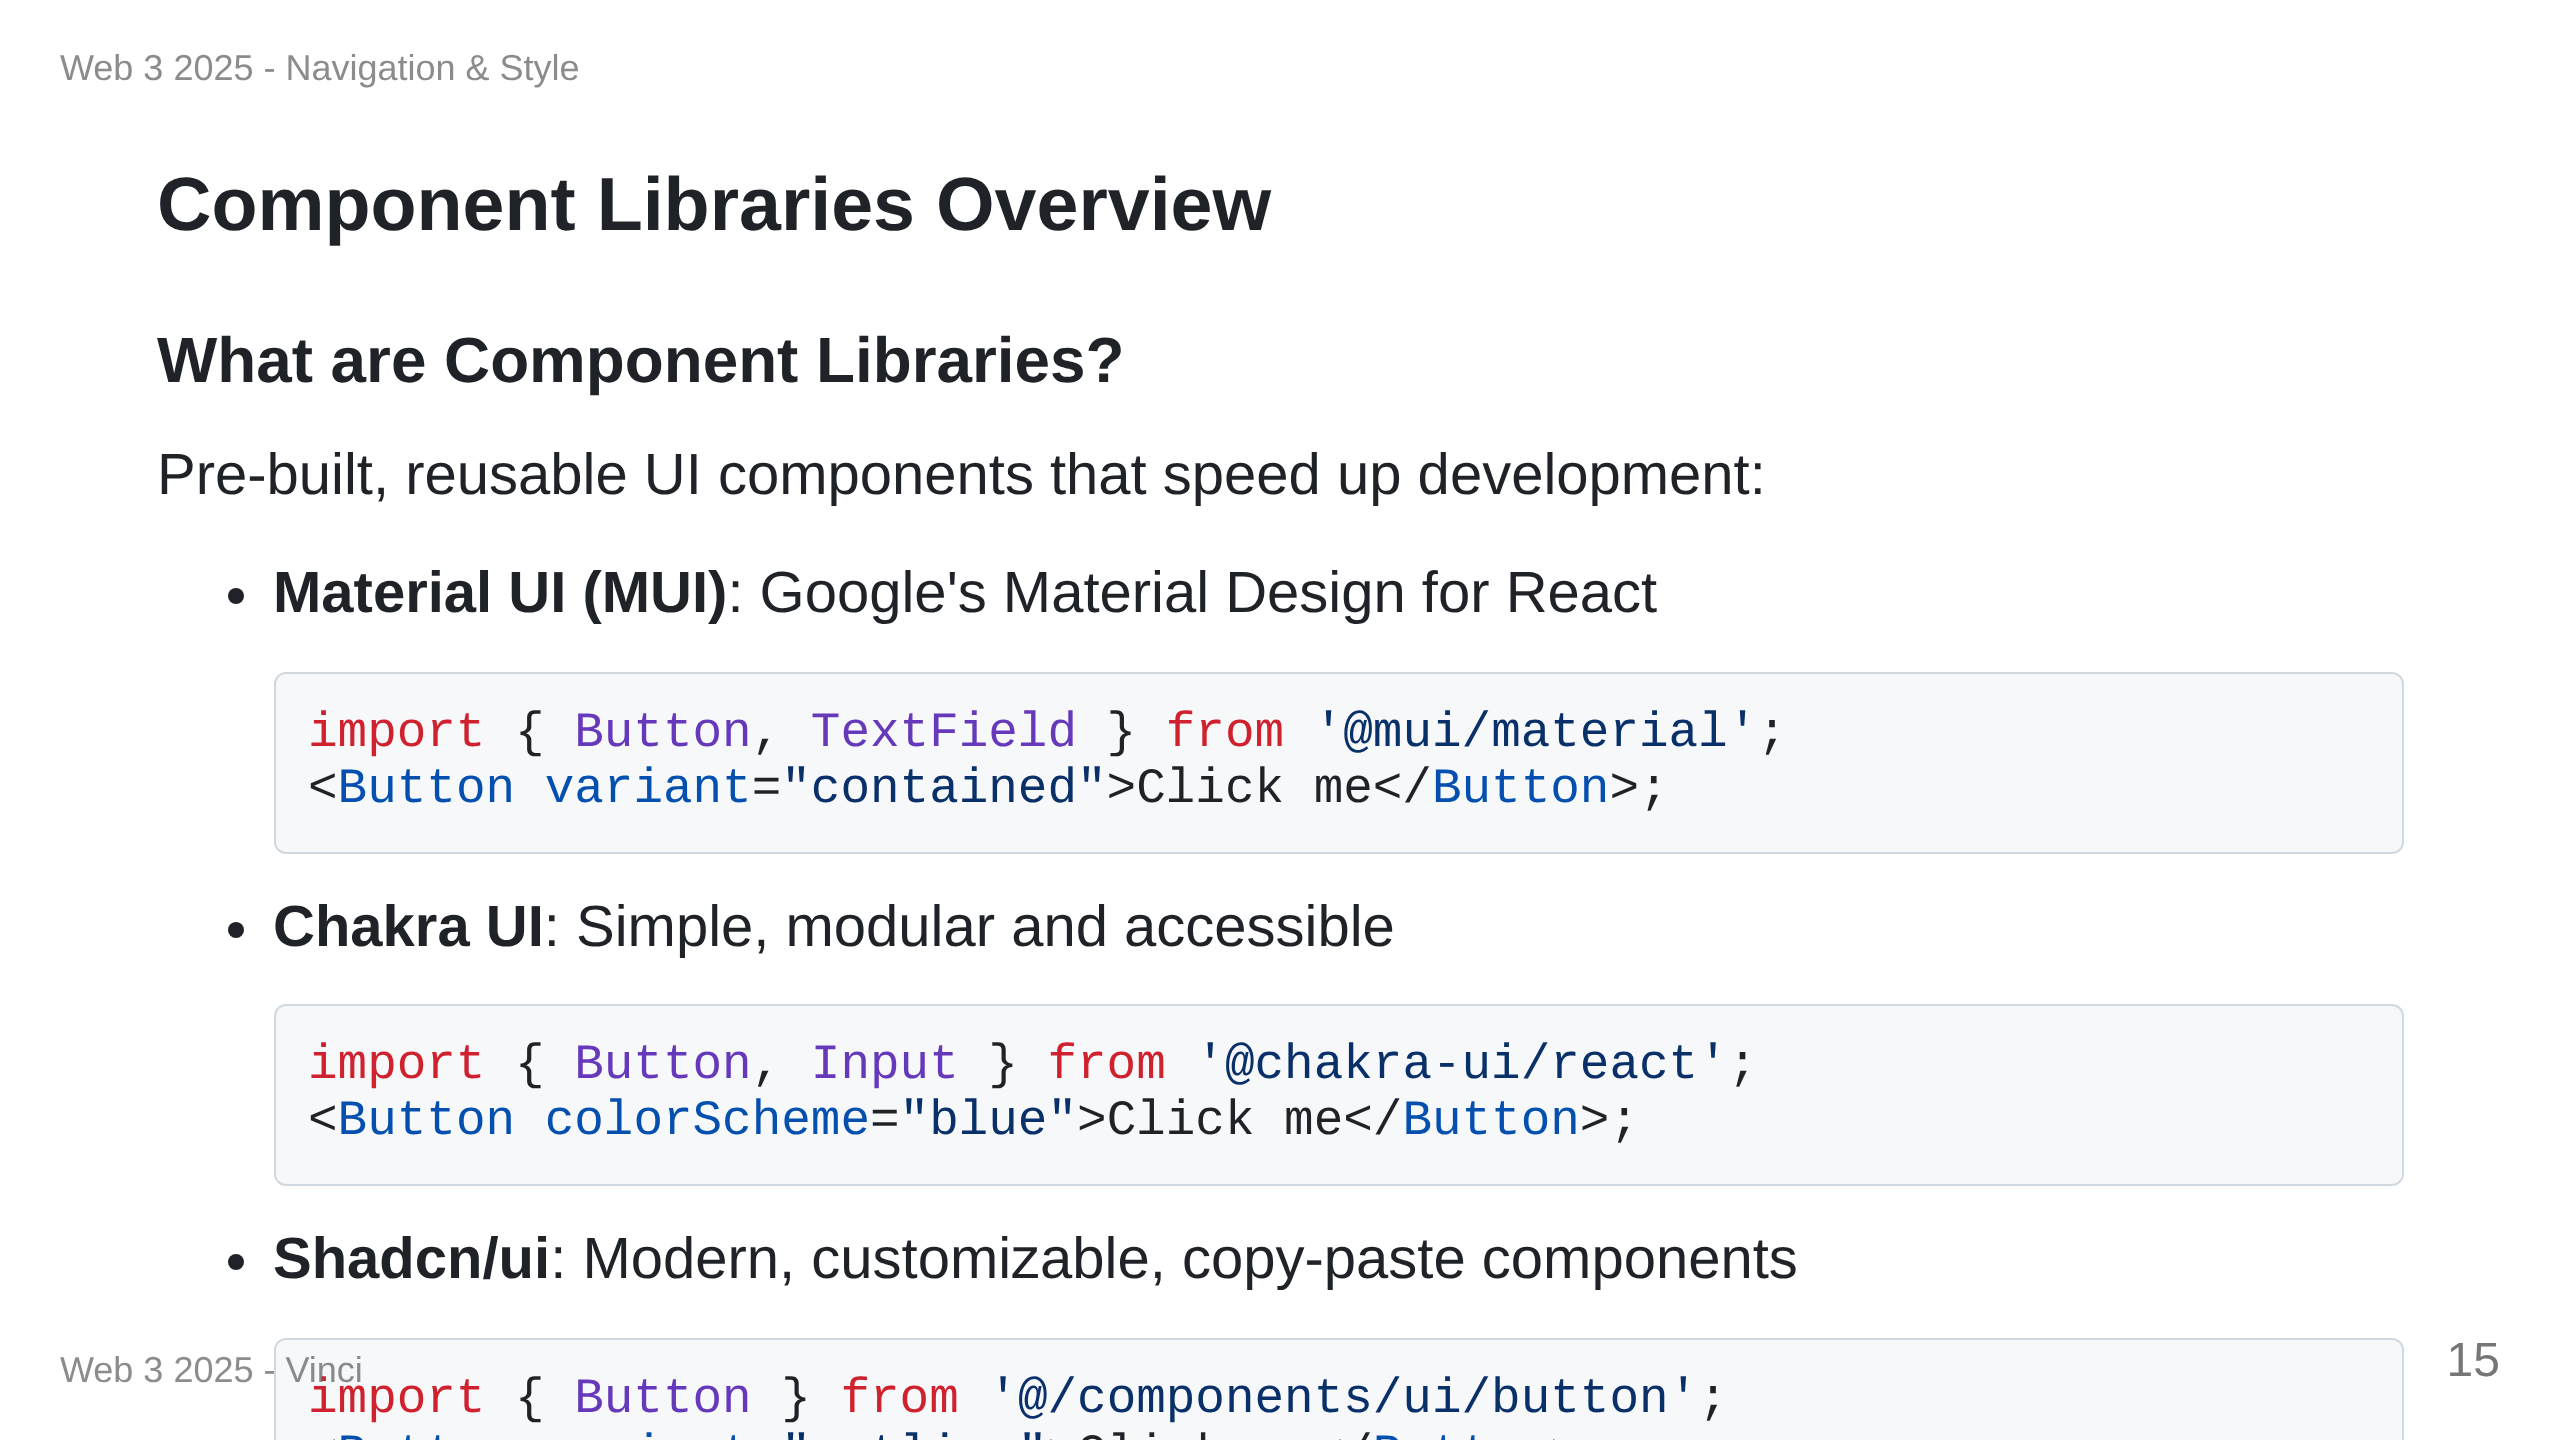 Web 3 2025 - Navigation & Style
Component Libraries Overview
What are Component Libraries?
Pre-built, reusable UI components that speed up development:
• Material UI (MUI): Google's Material Design for React
import { Button, TextField } from '@mui/material';
<Button variant="contained">Click me</Button>;
• Chakra UI: Simple, modular and accessible
import { Button, Input } from '@chakra-ui/react';
<Button colorScheme="blue">Click me</Button>;
• Shadcn/ui: Modern, customizable, copy-paste components
import { Button } from '@/components/ui/button';
Web 3 2025 - Vinci
15